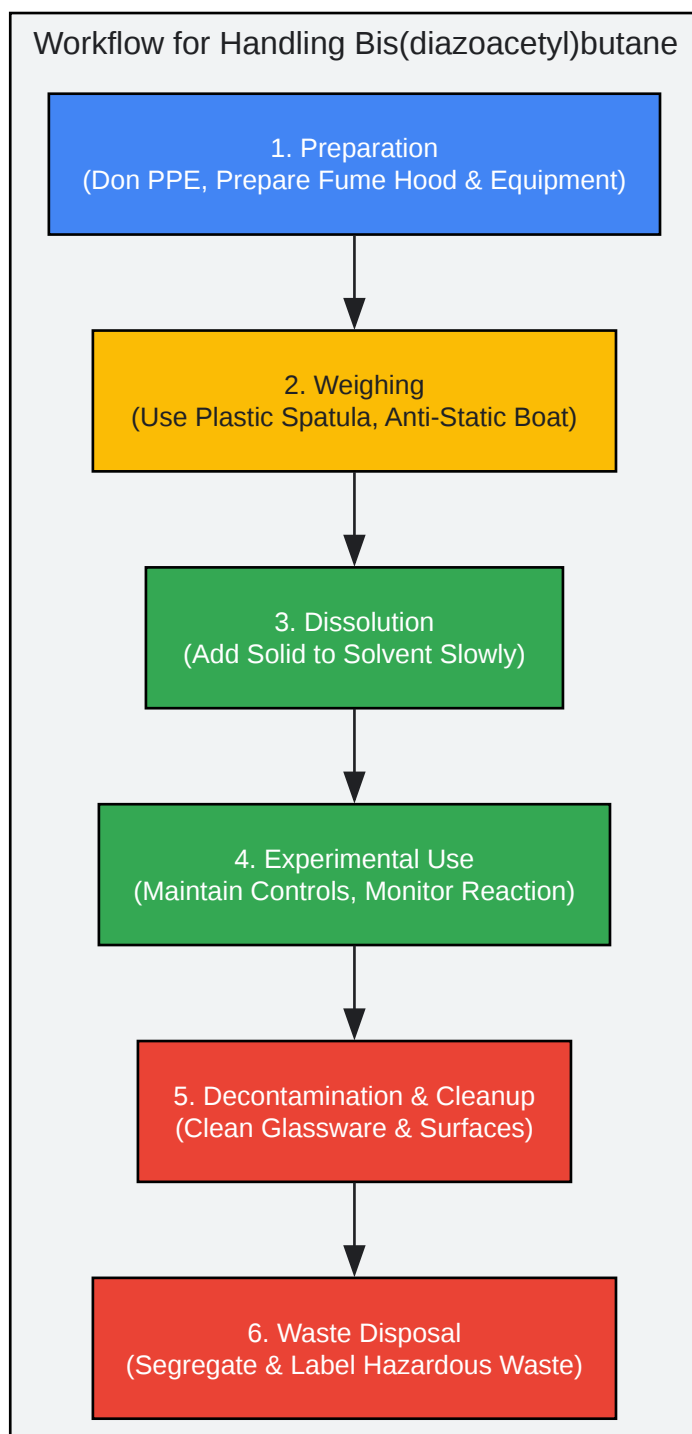 Workflow for Handling Bis(diazoacetyl)butane
1. Preparation
(Don PPE, Prepare Fume Hood & Equipment)
2. Weighing
(Use Plastic Spatula, Anti-Static Boat)
3. Dissolution
(Add Solid to Solvent Slowly)
4. Experimental Use
(Maintain Controls, Monitor Reaction)
5. Decontamination & Cleanup
(Clean Glassware & Surfaces)
6. Waste Disposal
(Segregate & Label Hazardous Waste)